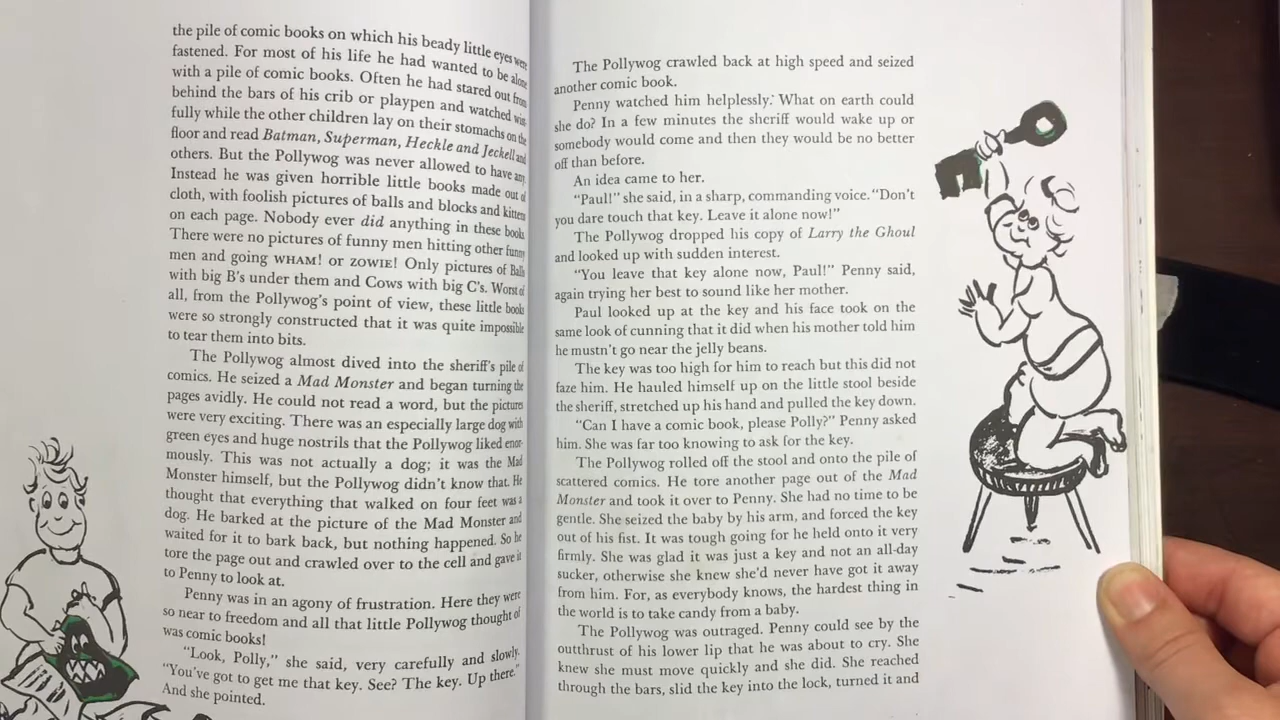 the pile of comic books on which his beady little eyes were
fastened. For most of his life he had wanted to be alone
with a pile of comic books. Often he had stared out from
behind the bars of his crib or playpen and watched wist-
fully while the other children lay on their stomachs on the
floor and read Batman, Superman, Heckle and Jeckell and
others. But the Pollywog was never allowed to have any.
Instead he was given horrible little books made out of
cloth, with foolish pictures of balls and blocks and kittens
on each page. Nobody ever did anything in these books.
There were no pictures of funny men hitting other funny
men and going WHAM! or ZOWIE! Only pictures of Balls
with big B's under them and Cows with big C's. Worst of
all, from the Pollywog's point of view, these little books
were so strongly constructed that it was quite impossible
to tear them into bits.
The Pollywog almost dived into the sheriff's pile of
comics. He seized a Mad Monster and began turning the
pages avidly. He could not read a word, but the pictures
were very exciting. There was an especially large dog with
green eyes and huge nostrils that the Pollywog liked enor-
mously. This was not actually a dog; it was the Mad
Monster himself, but the Pollywog didn't know that. He
thought that everything that walked on four feet was a
dog. He barked at the picture of the Mad Monster and
waited for it to bark back, but nothing happened. So he
tore the page out and crawled over to the cell and gave it
to Penny to look at.
Penny was in an agony of frustration. Here they were
so near to freedom and all that little Pollywog thought of
was comic books!
"Look, Polly," she said, very carefully and slowly.
"You've got to get me that key. See? The key. Up there."
And she pointed.
The Pollywog crawled back at high speed and seized
another comic book.
Penny watched him helplessly. What on earth could
she do? In a few minutes the sheriff would wake up or
somebody would come and then they would be no better
off than before.
An idea came to her.
"Paul!" she said, in a sharp, commanding voice. "Don't
you dare touch that key. Leave it alone now!"
The Pollywog dropped his copy of Larry the Ghoul
and looked up with sudden interest.
"You leave that key alone now, Paul!" Penny said,
again trying her best to sound like her mother.
Paul looked up at the key and his face took on the
same look of cunning that it did when his mother told him
he mustn't go near the jelly beans.
The key was too high for him to reach but this did not
faze him. He hauled himself up on the little stool beside
the sheriff, stretched up his hand and pulled the key down.
"Can I have a comic book, please Polly?" Penny asked
him. She was far too knowing to ask for the key.
The Pollywog rolled off the stool and onto the pile of
scattered comics. He tore another page out of the Mad
Monster and took it over to Penny. She had no time to be
gentle. She seized the baby by his arm, and forced the key
out of his fist. It was tough going for he held onto it very
firmly. She was glad it was just a key and not an all-day
sucker, otherwise she knew she'd never have got it away
from him. For, as everybody knows, the hardest thing in
the world is to take candy from a baby.
The Pollywog was outraged. Penny could see by the
outthrust of his lower lip that he was about to cry. She
knew she must move quickly and she did. She reached
through the bars, slid the key into the lock, turned it and